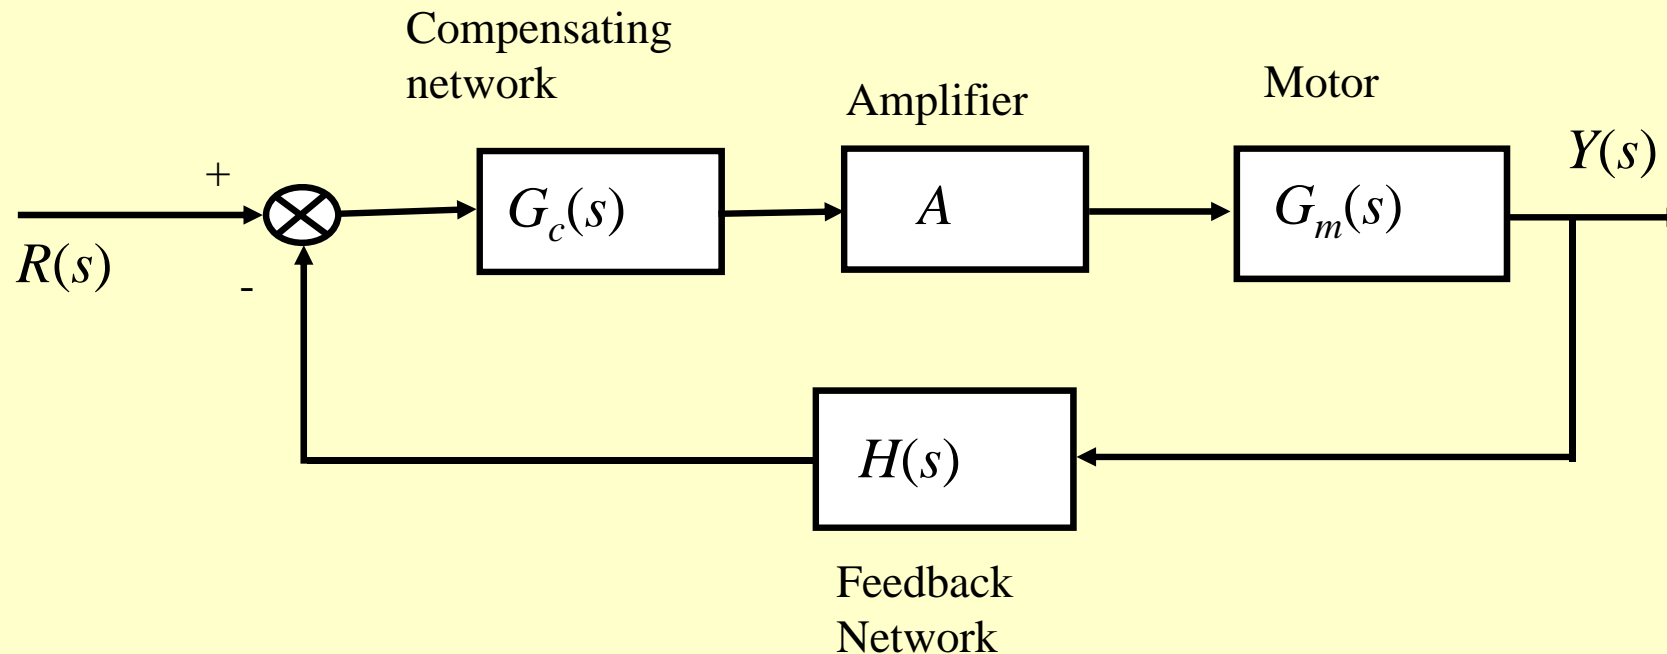 Compensating
network
Amplifier
Motor
+
G_c(s)
A
G_m(s)
Y(s)
R(s)
-
H(s)
Feedback
Network